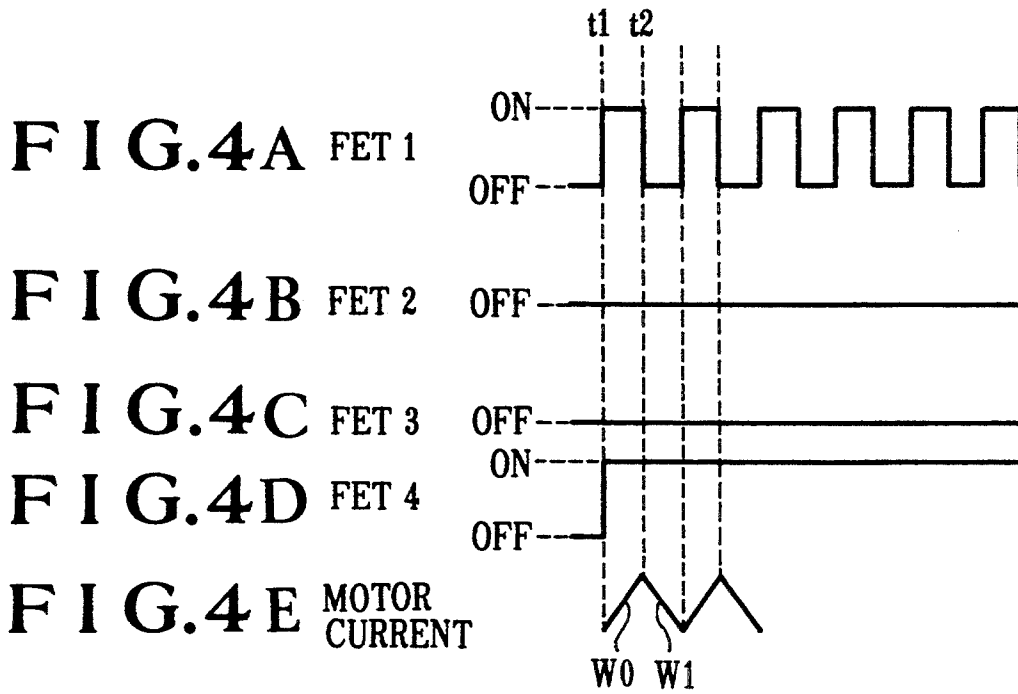 t1 t2
FIG.4A FET 1
ON
OFF
FIG.4B FET 2
OFF
FIG.4C FET 3
OFF
FIG.4D FET 4
ON
OFF
FIG.4E MOTOR
CURRENT
W0 W1